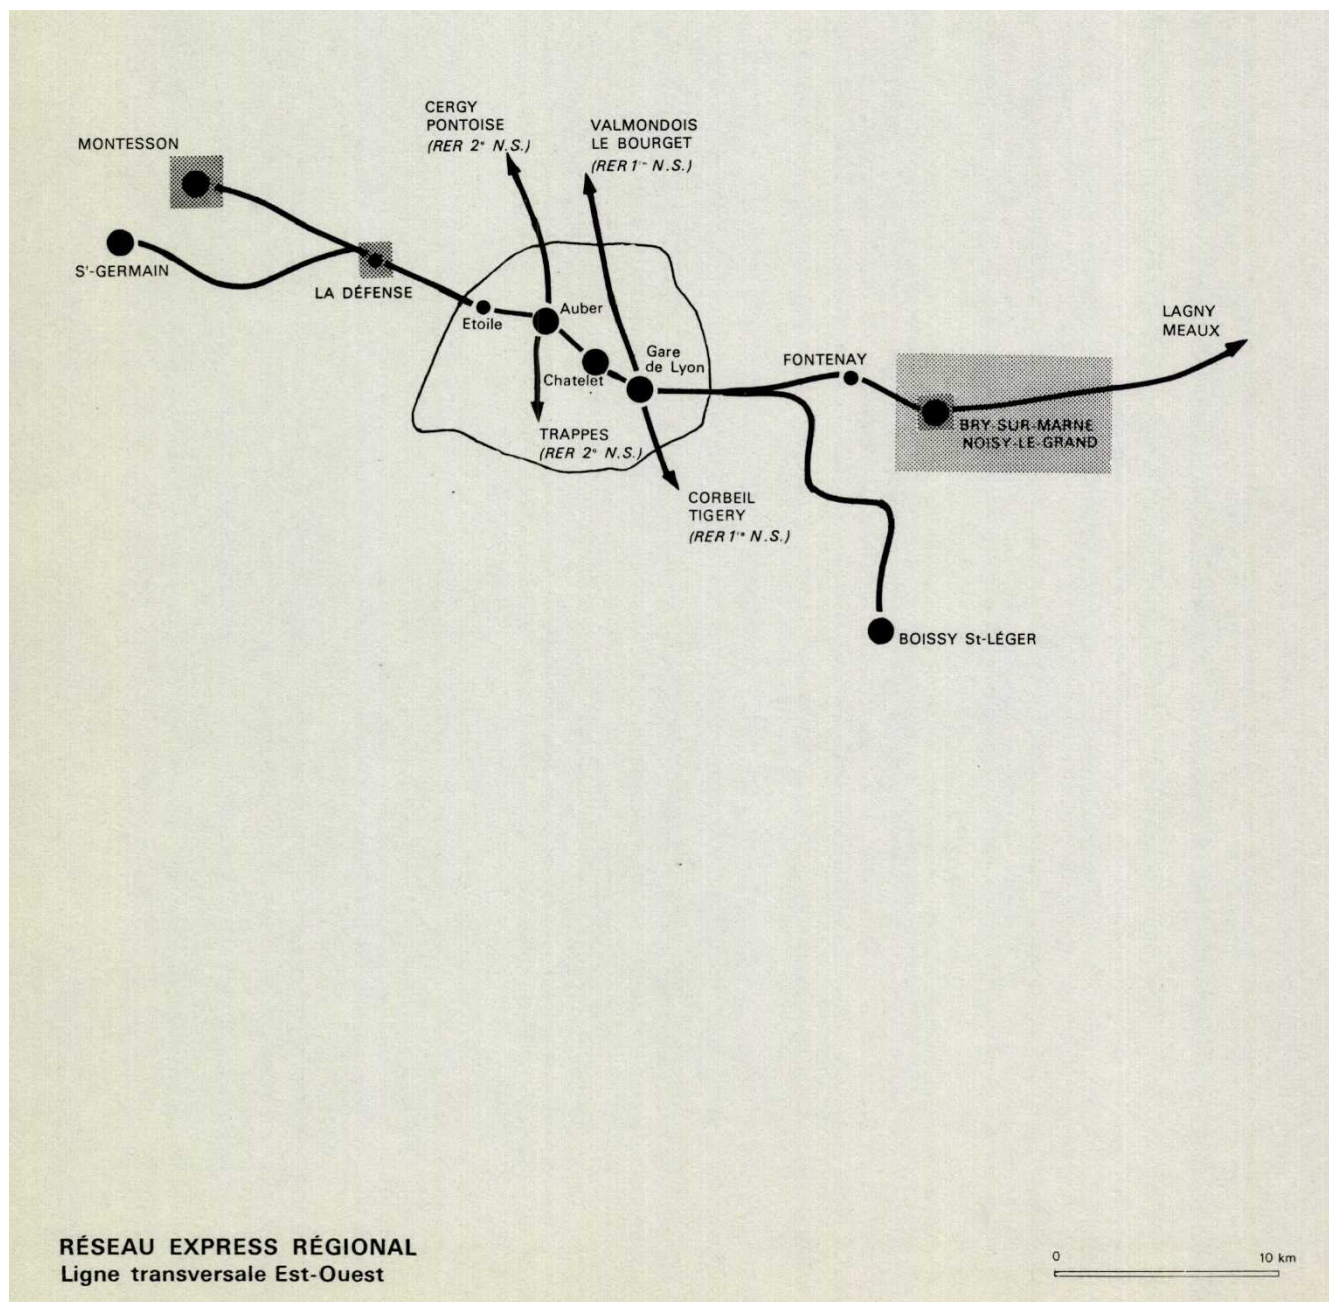 CERGY
PONTOISE
(RER 2e N.S.)
VALMONDOIS
LE BOURGET
(RER 1re N.S.)
MONTESSON
St-GERMAIN
LA DÉFENSE
Etoile
Auber
Chatelet
Gare
de Lyon
FONTENAY
LAGNY
MEAUX
BRY-SUR-MARNE
NOISY-LE-GRAND
TRAPPES
(RER 2e N.S.)
CORBEIL
TIGERY
(RER 1re N.S.)
BOISSY St-LÉGER
RÉSEAU EXPRESS RÉGIONAL
Ligne transversale Est-Ouest
0 10 km